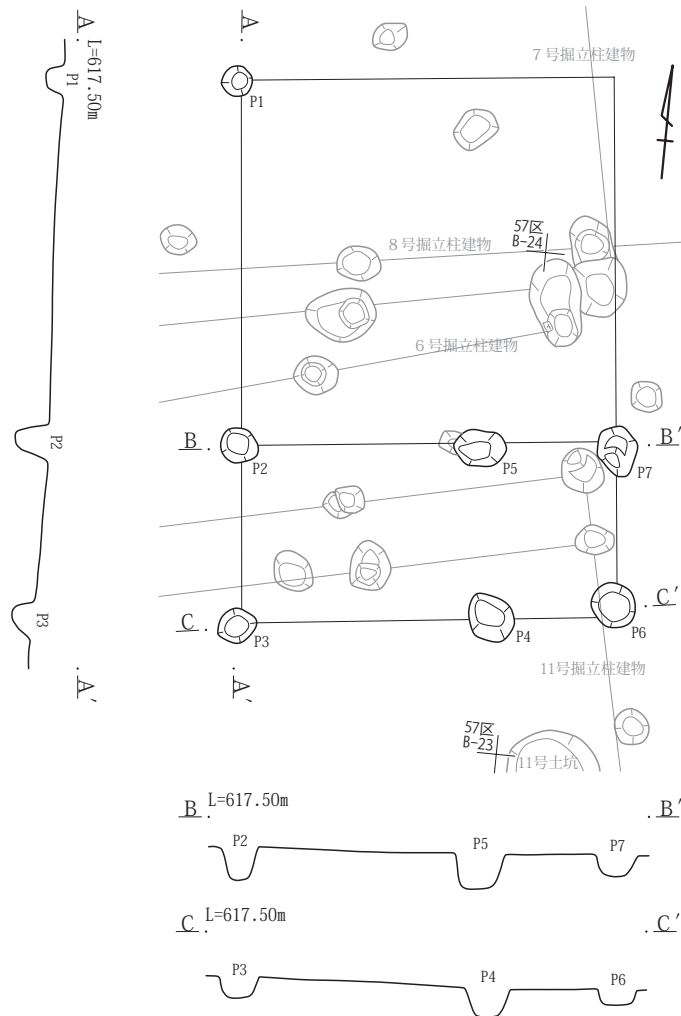 A
A
L=617.50m
P1
7号掘立柱建物
P1
57区
B-24
8号掘立柱建物
6号掘立柱建物
P2
B
B′
P2
P5
P7
P3
C
C′
P3
P4
P6
A′
A′
11号掘立柱建物
57区
B-23
11号土坑
B
L=617.50m
B′
P2
P5
P7
C
L=617.50m
C′
P3
P4
P6